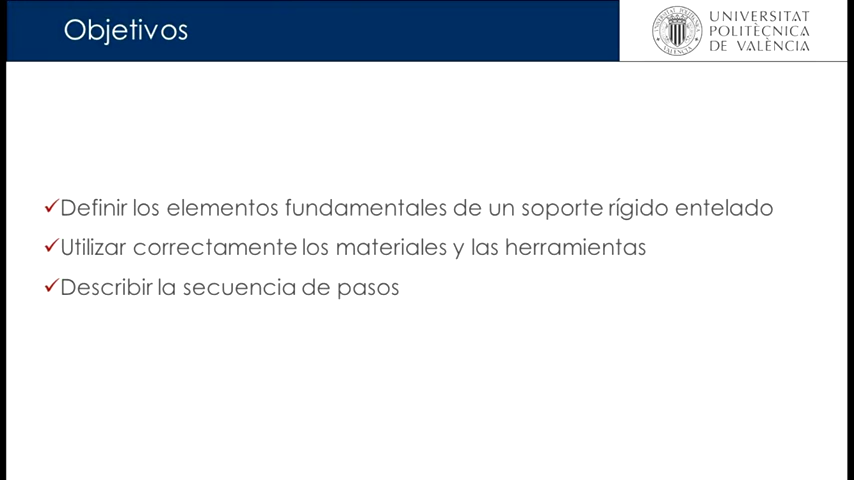 Objetivos
UNIVERSITAT
POLITÈCNICA
DE VALÈNCIA
Definir los elementos fundamentales de un soporte rígido entelado
Utilizar correctamente los materiales y las herramientas
Describir la secuencia de pasos